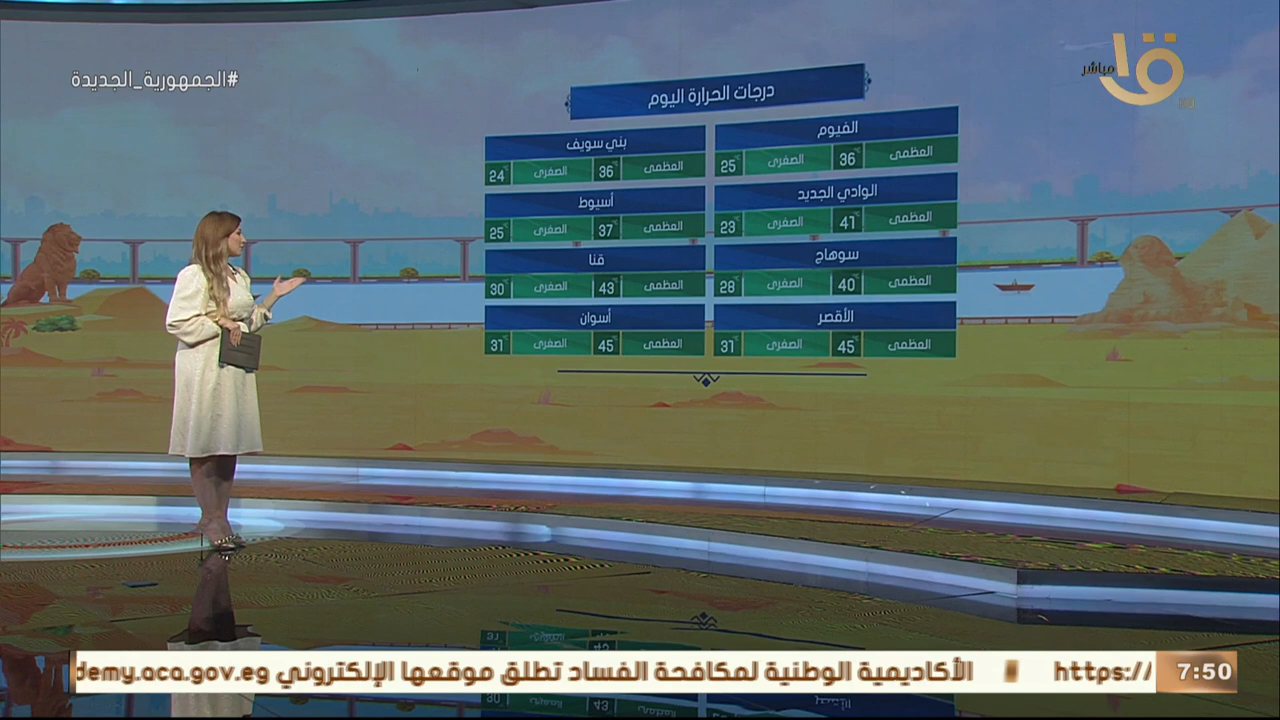 #الجمهورية_الجديدة
مباشر
HD
درجات الحرارة اليوم
الفيوم
العظمى 36°c الصغرى 25°c
بني سويف
العظمى 36°c الصغرى 24°c
الوادي الجديد
العظمى 41°c الصغرى 23°c
أسيوط
العظمى 37°c الصغرى 25°c
سوهاج
العظمى 40°c الصغرى 28°c
قنا
العظمى 43°c الصغرى 30°c
الأقصر
العظمى 45°c الصغرى 31°c
أسوان
العظمى 45°c الصغرى 31°c
https:// الأكاديمية الوطنية لمكافحة الفساد تطلق موقعها الإلكتروني demy.aca.gov.eg
7:50